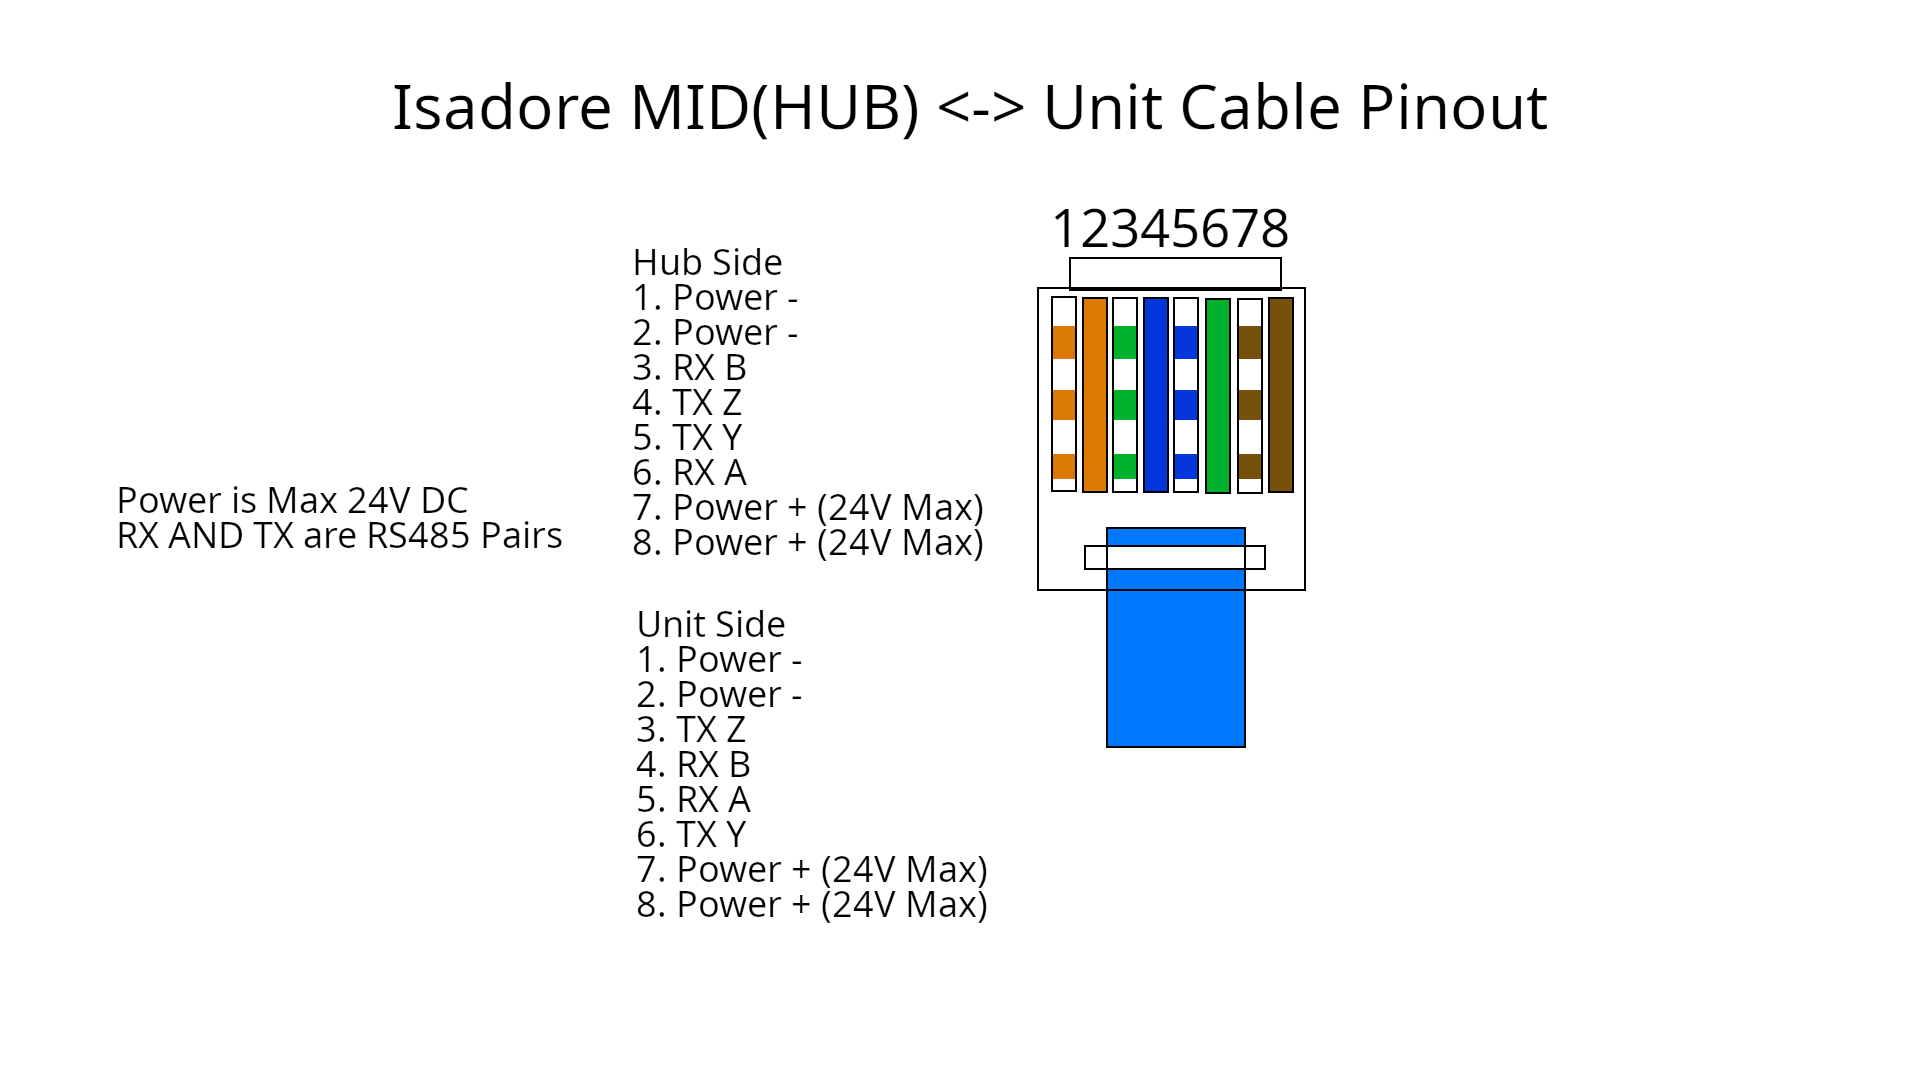 Isadore MID(HUB) <-> Unit Cable Pinout
12345678
Hub Side
1. Power -
2. Power -
3. RX B
4. TX Z
5. TX Y
6. RX A
7. Power + (24V Max)
8. Power + (24V Max)
Power is Max 24V DC
RX AND TX are RS485 Pairs
Unit Side
1. Power -
2. Power -
3. TX Z
4. RX B
5. RX A
6. TX Y
7. Power + (24V Max)
8. Power + (24V Max)